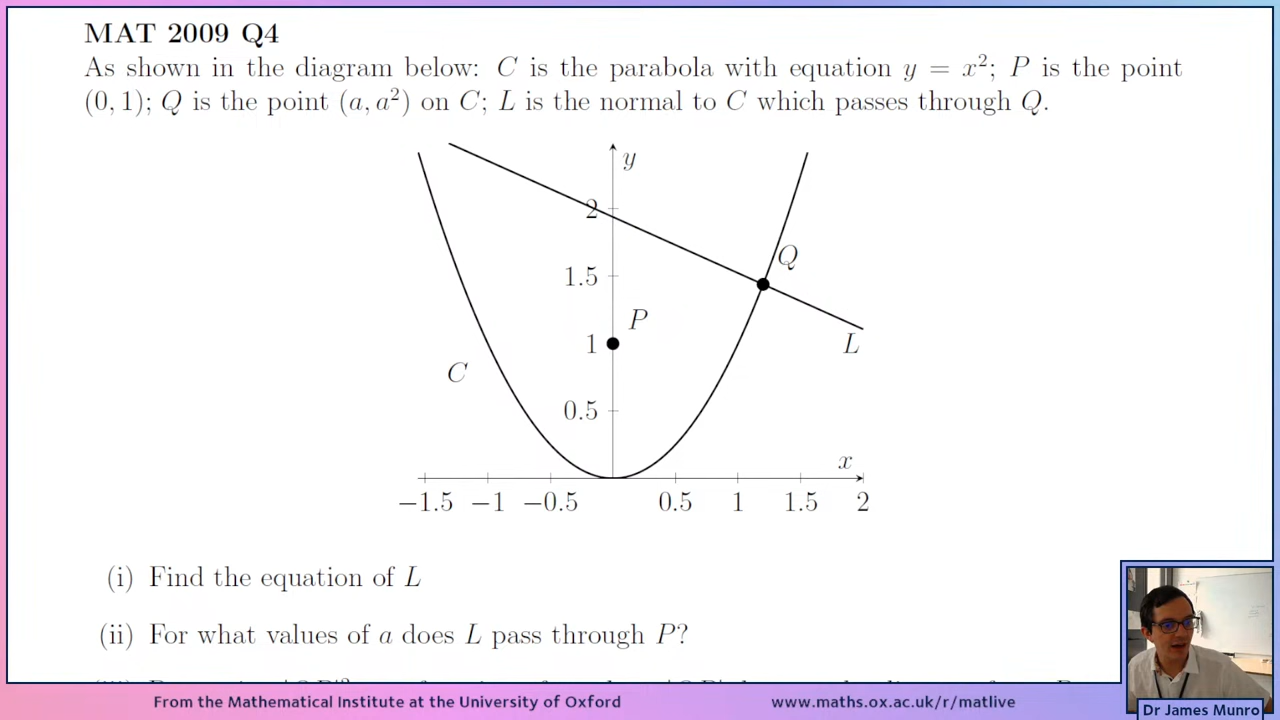 MAT 2009 Q4
As shown in the diagram below: C is the parabola with equation y = x²; P is the point
(0, 1); Q is the point (a, a²) on C; L is the normal to C which passes through Q.
y
2
Q
1.5
P
1
L
C
0.5
x
−1.5 −1 −0.5 0.5 1 1.5 2
(i) Find the equation of L
(ii) For what values of a does L pass through P?
From the Mathematical Institute at the University of Oxford www.maths.ox.ac.uk/r/matlive
Dr James Munro